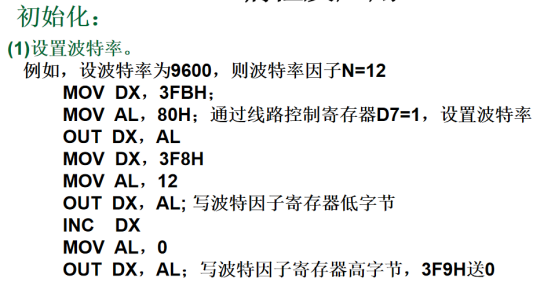 初始化：
(1)设置波特率。
例如，设波特率为9600，则波特率因子N=12
MOV DX，3FBH；
MOV AL，80H；通过线路控制寄存器D7=1，设置波特率
OUT DX，AL
MOV DX，3F8H
MOV AL，12
OUT DX，AL; 写波特因子寄存器低字节
INC DX
MOV AL，0
OUT DX，AL；写波特因子寄存器高字节，3F9H送0